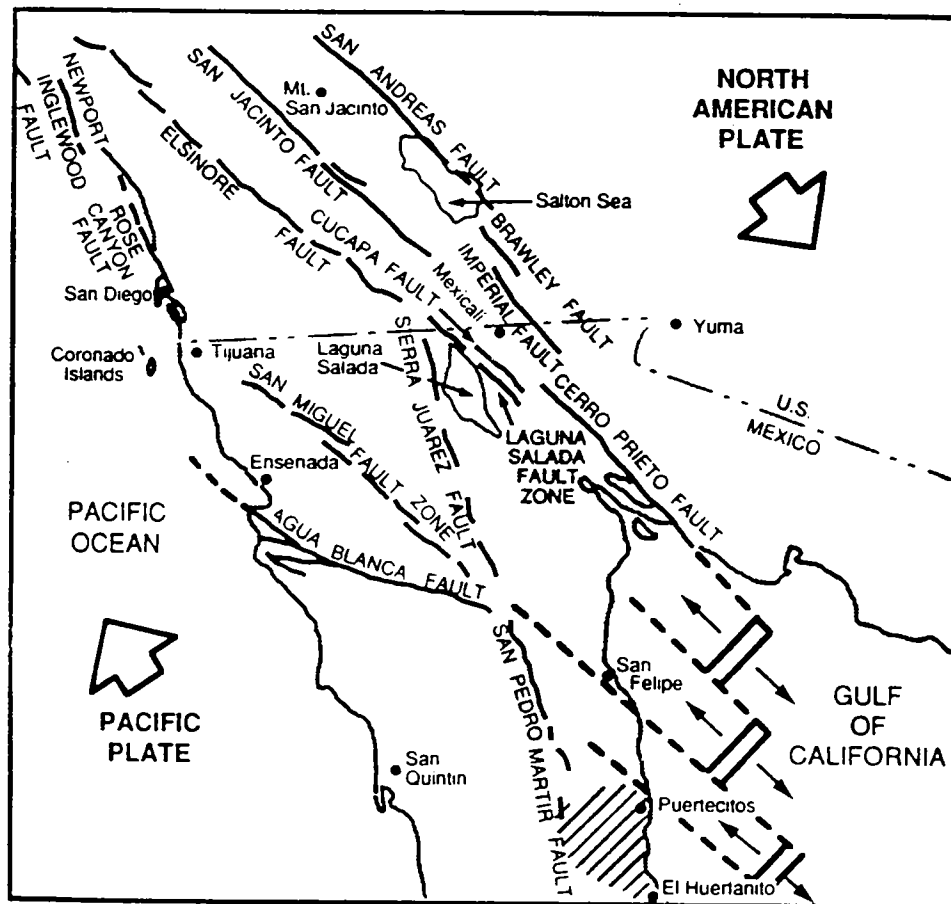 SAN ANDREAS FAULT
NORTH
AMERICAN
PLATE
Mt.
San Jacinto
SAN JACINTO FAULT
NEWPORT
INGLEWOOD
FAULT
ELSINORE
FAULT
ROSE
CANYON
FAULT
Salton Sea
BRAWLEY FAULT
CUCAPA FAULT
IMPERIAL FAULT
Mexicali
San Diego
Yuma
Coronado
Islands
Tijuana
Laguna
Salada
SIERRA JUAREZ FAULT
CERRO PRIETO FAULT
U.S.
MEXICO
SAN MIGUEL
FAULT ZONE
LAGUNA
SALADA
FAULT
ZONE
Ensenada
PACIFIC
OCEAN
AGUA BLANCA FAULT
SAN PEDRO MARTIR FAULT
San
Felipe
GULF
OF
CALIFORNIA
PACIFIC
PLATE
San
Quintin
Puertecitos
El Huerfanito